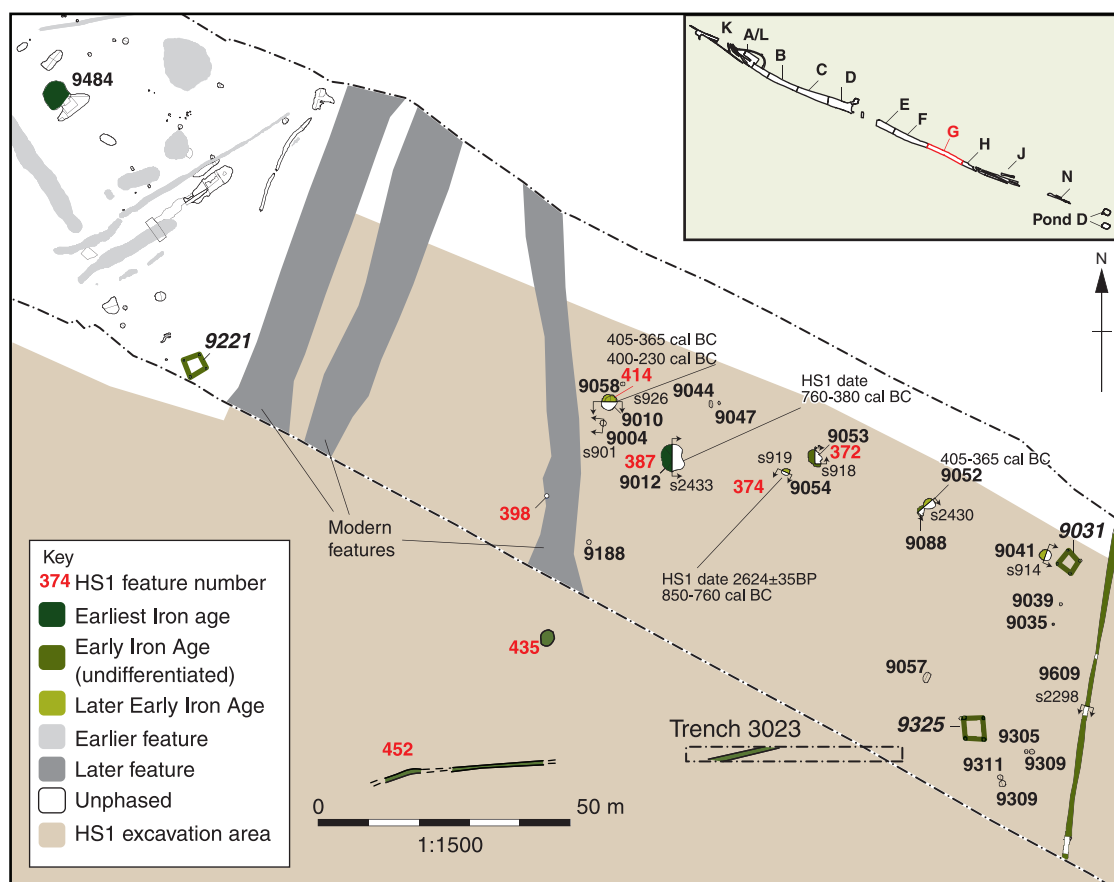 9484
K
A/L
B
C
D
E
F
G
H
J
N
Pond D
N
9221
405-365 cal BC
400-230 cal BC
414
9058
s926
9010
9004
s901
9044
9047
HS1 date
760-380 cal BC
387
9012
s2433
9053
372
s918
s919
374
9054
HS1 date 2624±35BP
850-760 cal BC
405-365 cal BC
9052
s2430
9088
9031
9041
s914
9039
9035
398
Modern
features
9188
435
9057
9609
s2298
9325
9305
9309
9311
9309
Trench 3023
452
0
50 m
1:1500
Key
374 HS1 feature number
Earliest Iron age
Early Iron Age
(undifferentiated)
Later Early Iron Age
Earlier feature
Later feature
Unphased
HS1 excavation area